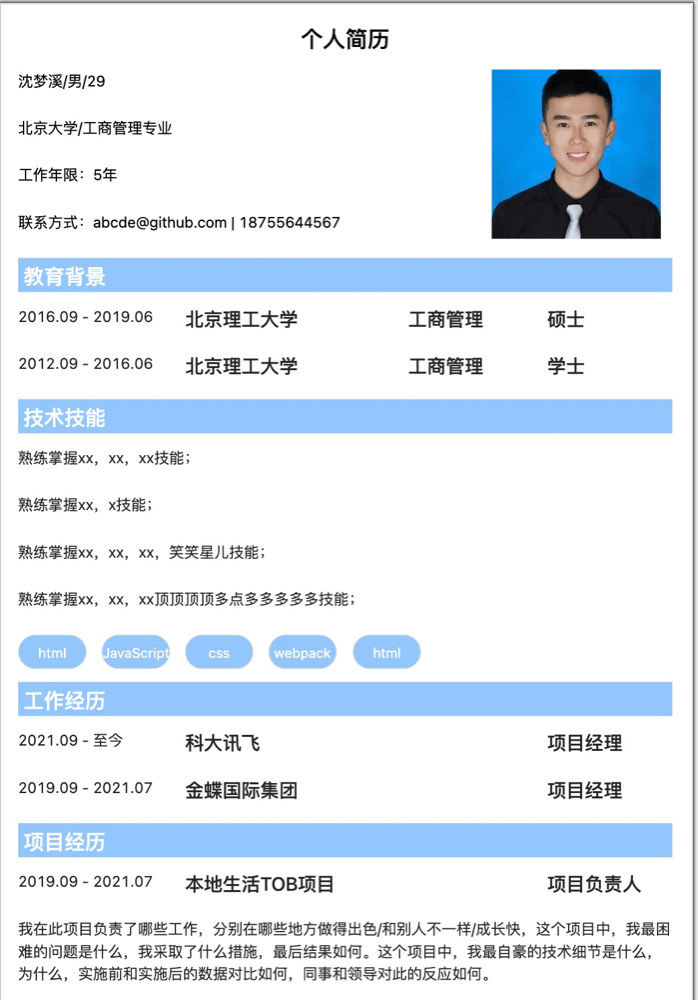 个人简历
沈梦溪/男/29
北京大学/工商管理专业
工作年限：5年
联系方式：abcde@github.com | 18755644567
教育背景
2016.09 - 2019.06 北京理工大学 工商管理 硕士
2012.09 - 2016.06 北京理工大学 工商管理 学士
技术技能
熟练掌握xx，xx，xx技能；
熟练掌握xx，x技能；
熟练掌握xx，xx，xx，笑笑星儿技能；
熟练掌握xx，xx，xx顶顶顶顶多点多多多多多技能；
html JavaScript css webpack html
工作经历
2021.09 - 至今 科大讯飞 项目经理
2019.09 - 2021.07 金蝶国际集团 项目经理
项目经历
2019.09 - 2021.07 本地生活TOB项目 项目负责人
我在此项目负责了哪些工作，分别在哪些地方做得出色/和别人不一样/成长快，这个项目中，我最困
难的问题是什么，我采取了什么措施，最后结果如何。这个项目中，我最自豪的技术细节是什么，
为什么，实施前和实施后的数据对比如何，同事和领导对此的反应如何。